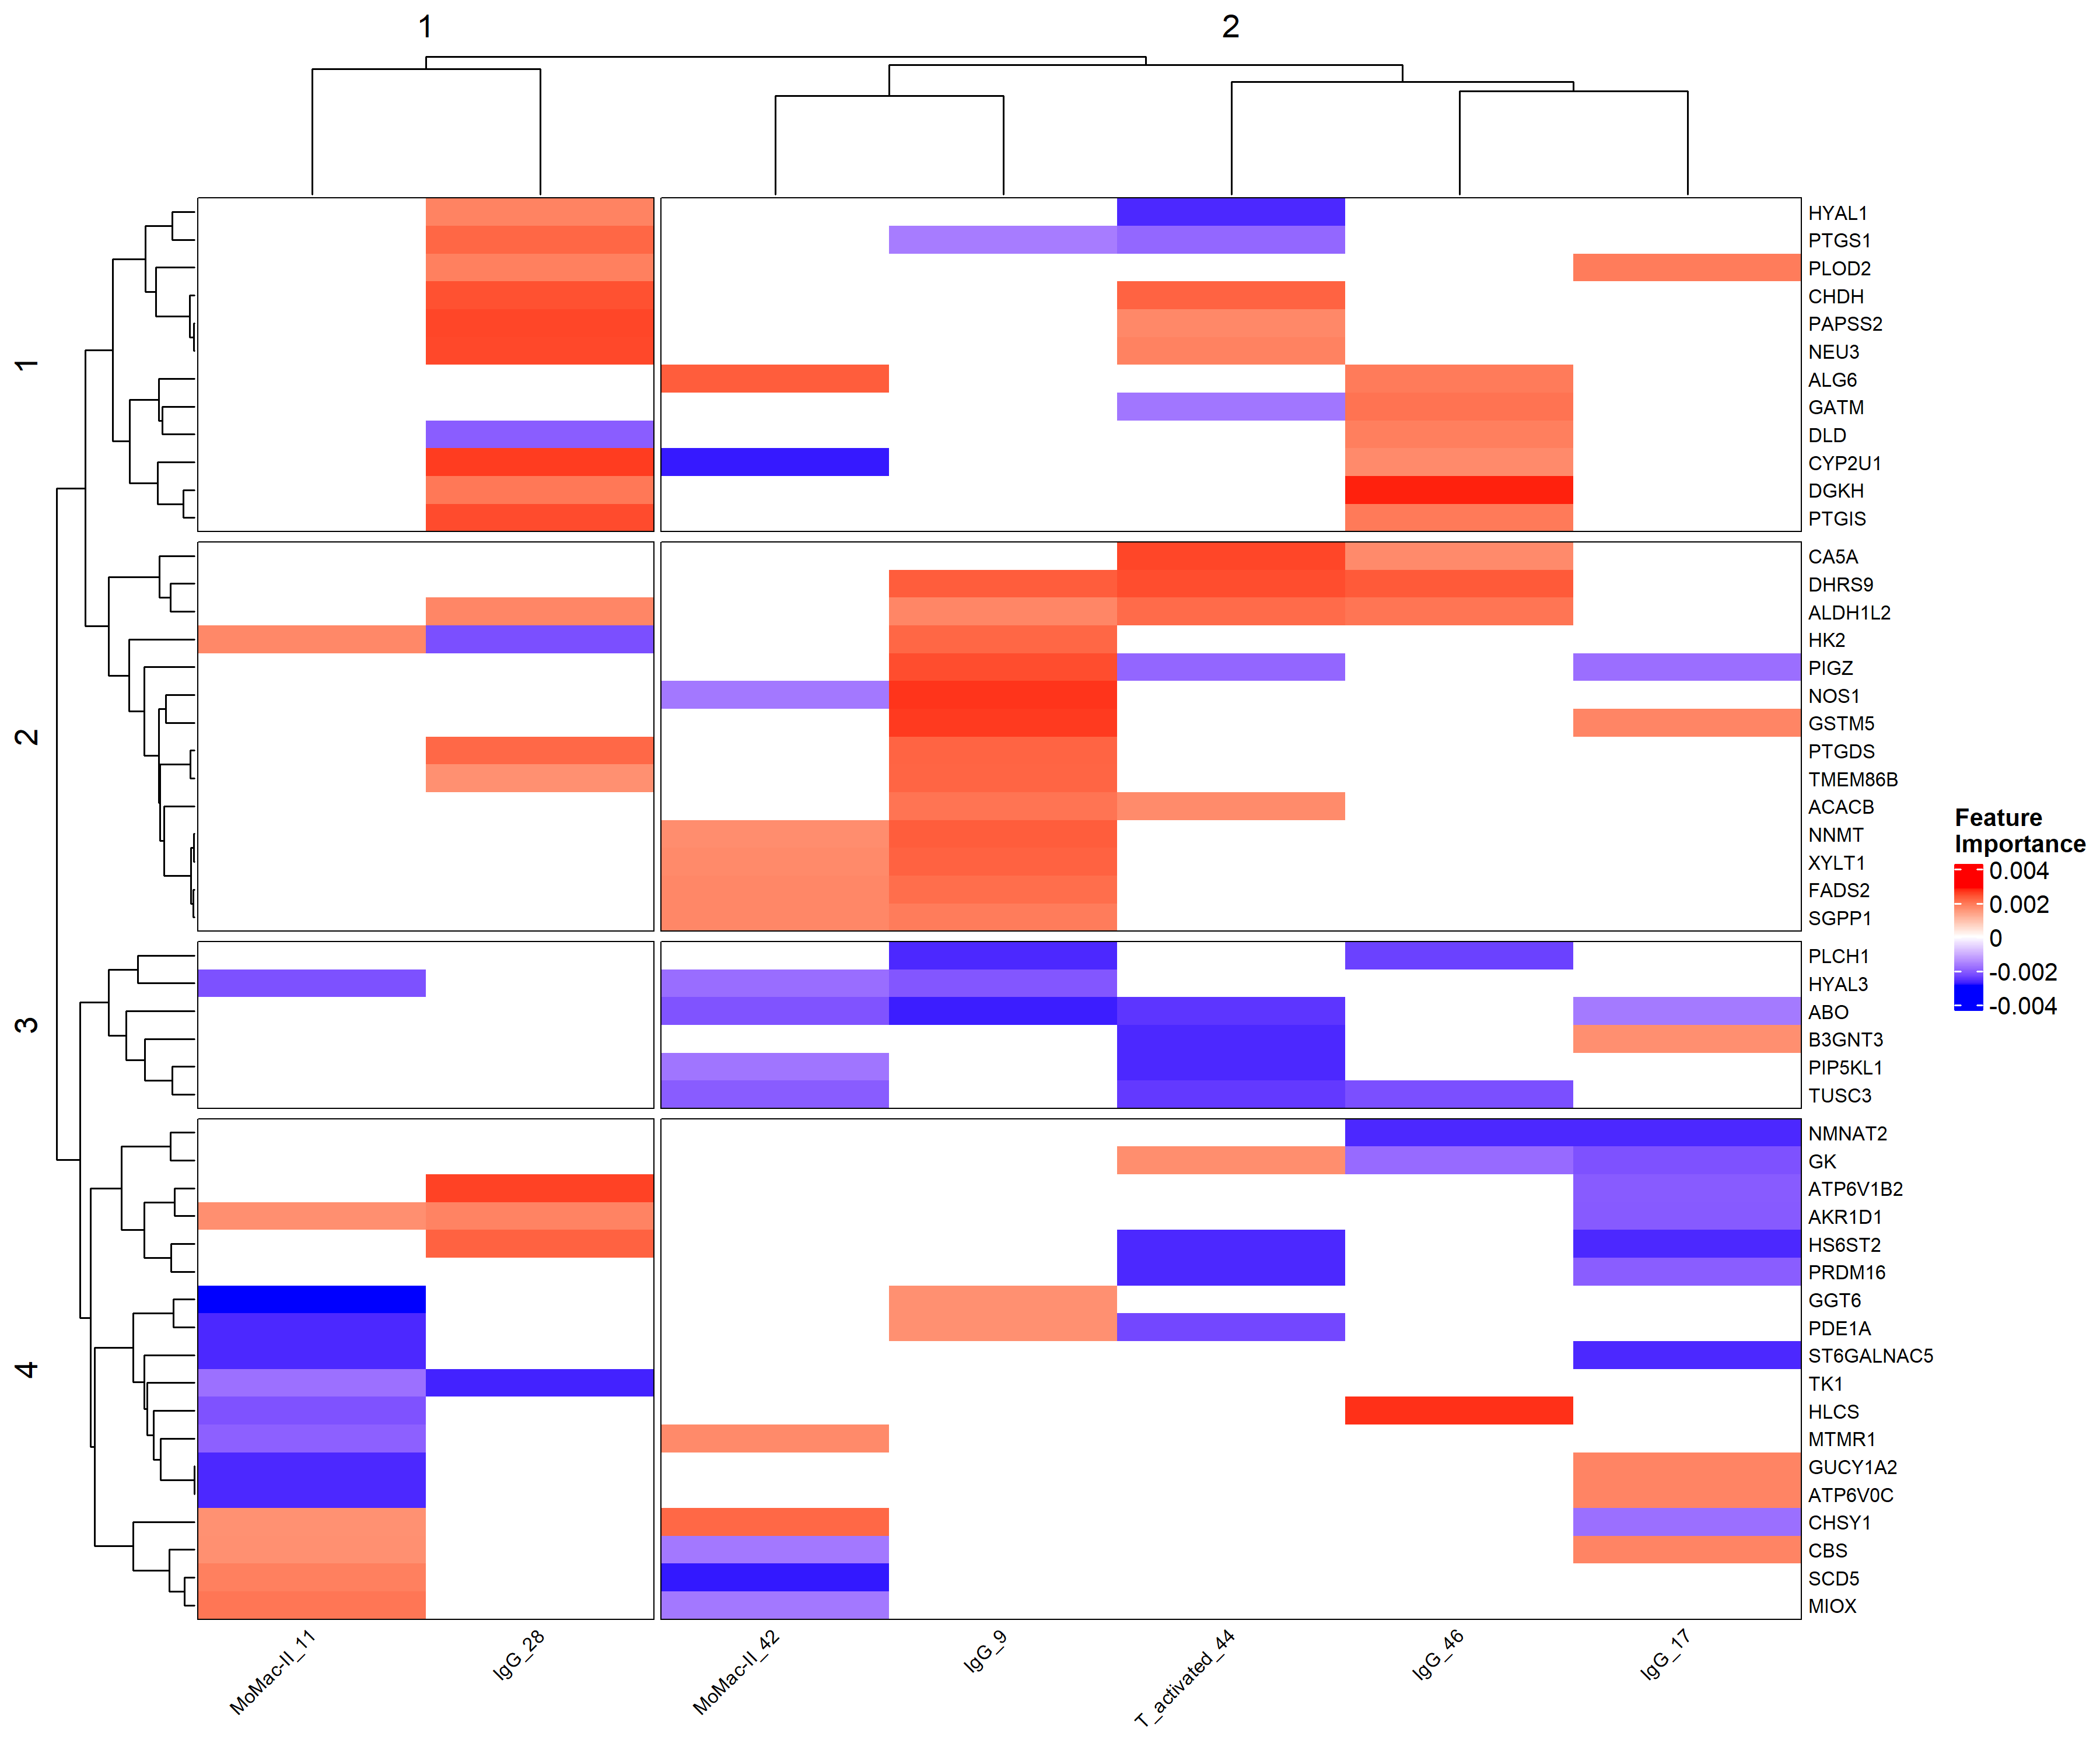 1
2
1
2
3
4
HYAL1
PTGS1
PLOD2
CHDH
PAPSS2
NEU3
ALG6
GATM
DLD
CYP2U1
DGKH
PTGIS
CA5A
DHRS9
ALDH1L2
HK2
PIGZ
NOS1
GSTM5
PTGDS
TMEM86B
ACACB
NNMT
XYLT1
FADS2
SGPP1
PLCH1
HYAL3
ABO
B3GNT3
PIP5KL1
TUSC3
NMNAT2
GK
ATP6V1B2
AKR1D1
HS6ST2
PRDM16
GGT6
PDE1A
ST6GALNAC5
TK1
HLCS
MTMR1
GUCY1A2
ATP6V0C
CHSY1
CBS
SCD5
MIOX
MoMac-II_11
IgG_28
MoMac-II_42
IgG_9
T_activated_44
IgG_46
IgG_17
Feature
Importance
0.004
0.002
0
-0.002
-0.004